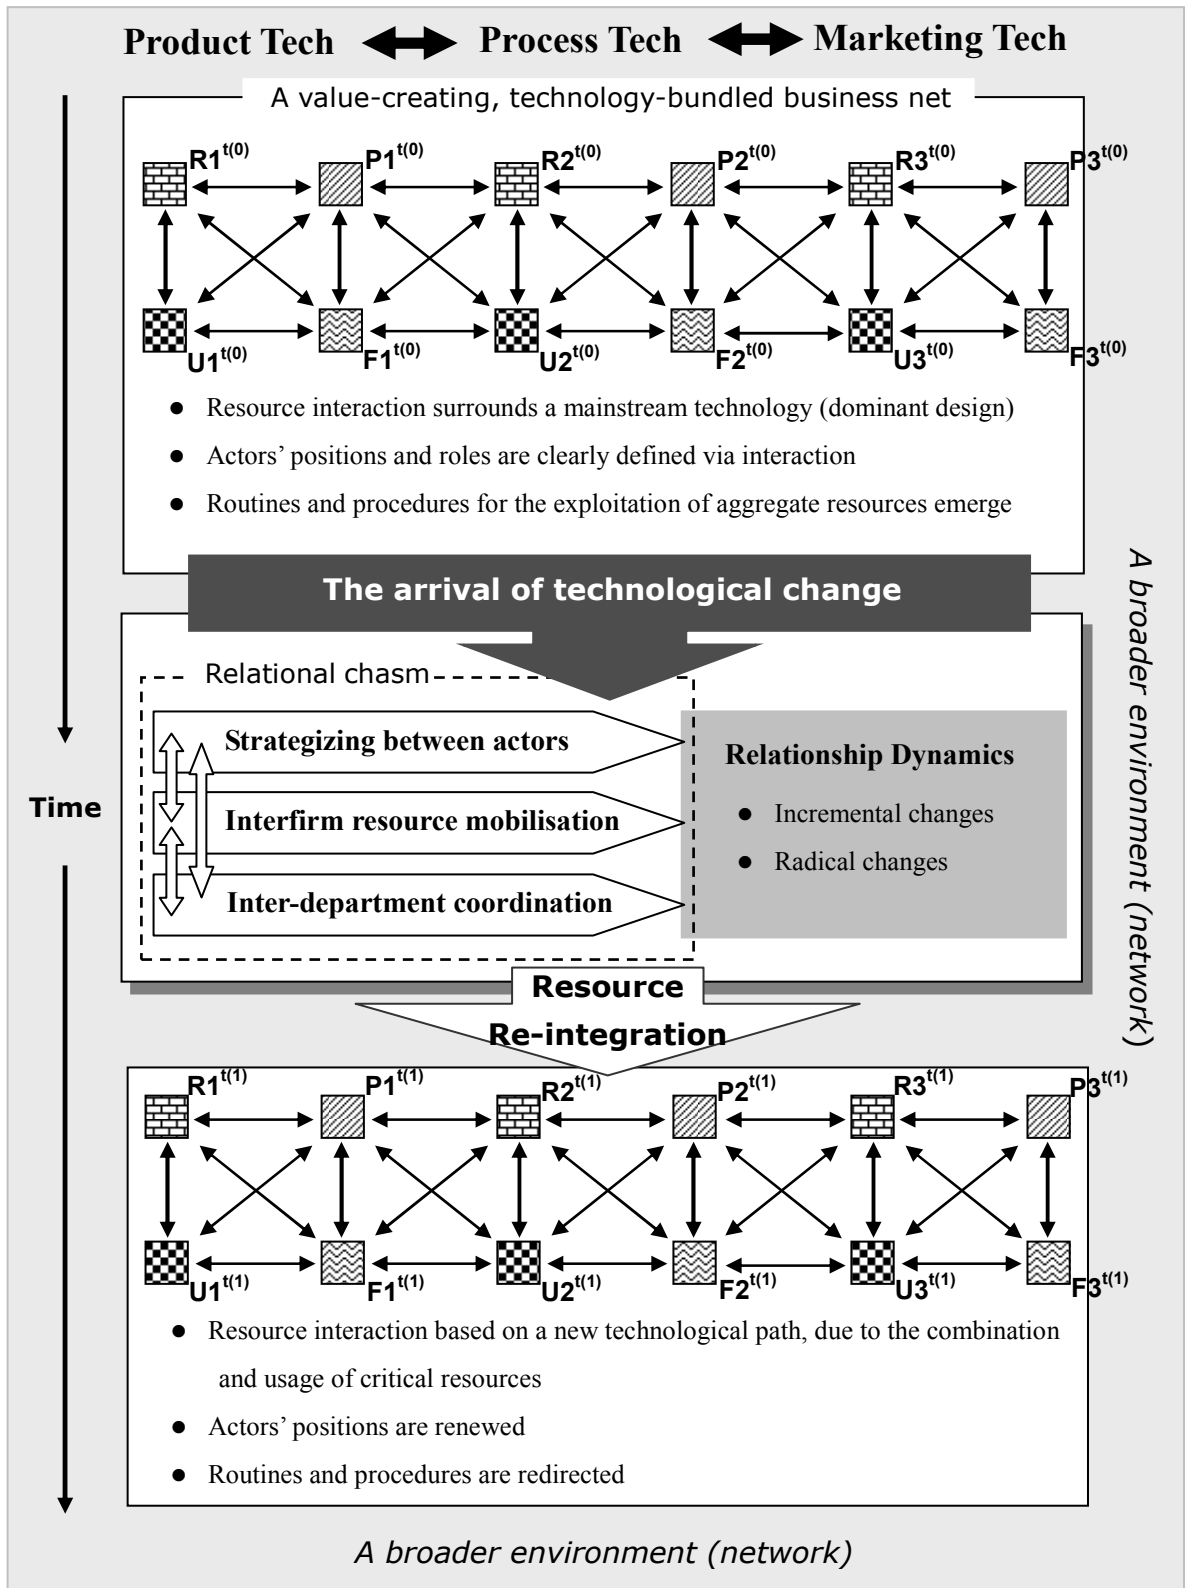 Product Tech Process Tech Marketing Tech
A value-creating, technology-bundled business net
R1t(0) P1t(0) R2t(0) P2t(0) R3t(0) P3t(0)
U1t(0) F1t(0) U2t(0) F2t(0) U3t(0) F3t(0)
● Resource interaction surrounds a mainstream technology (dominant design)
● Actors’ positions and roles are clearly defined via interaction
● Routines and procedures for the exploitation of aggregate resources emerge
The arrival of technological change
Relational chasm
Strategizing between actors
Interfirm resource mobilisation
Inter-department coordination
Relationship Dynamics
● Incremental changes
● Radical changes
Time
A broader environment (network)
Resource
Re-integration
R1t(1) P1t(1) R2t(1) P2t(1) R3t(1) P3t(1)
U1t(1) F1t(1) U2t(1) F2t(1) U3t(1) F3t(1)
● Resource interaction based on a new technological path, due to the combination
and usage of critical resources
● Actors’ positions are renewed
● Routines and procedures are redirected
A broader environment (network)